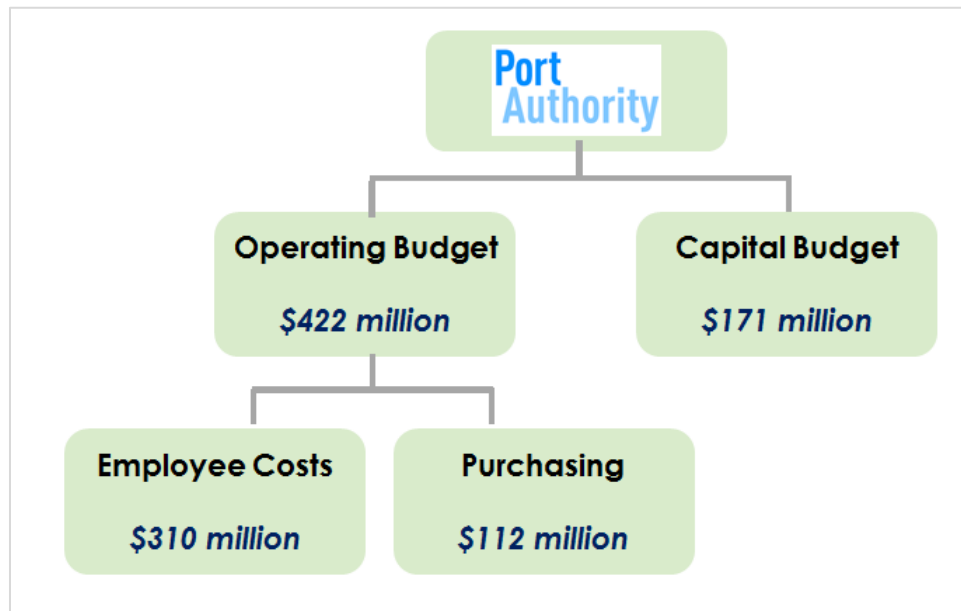 Port
Authority
Operating Budget
$422 million
Capital Budget
$171 million
Employee Costs
$310 million
Purchasing
$112 million